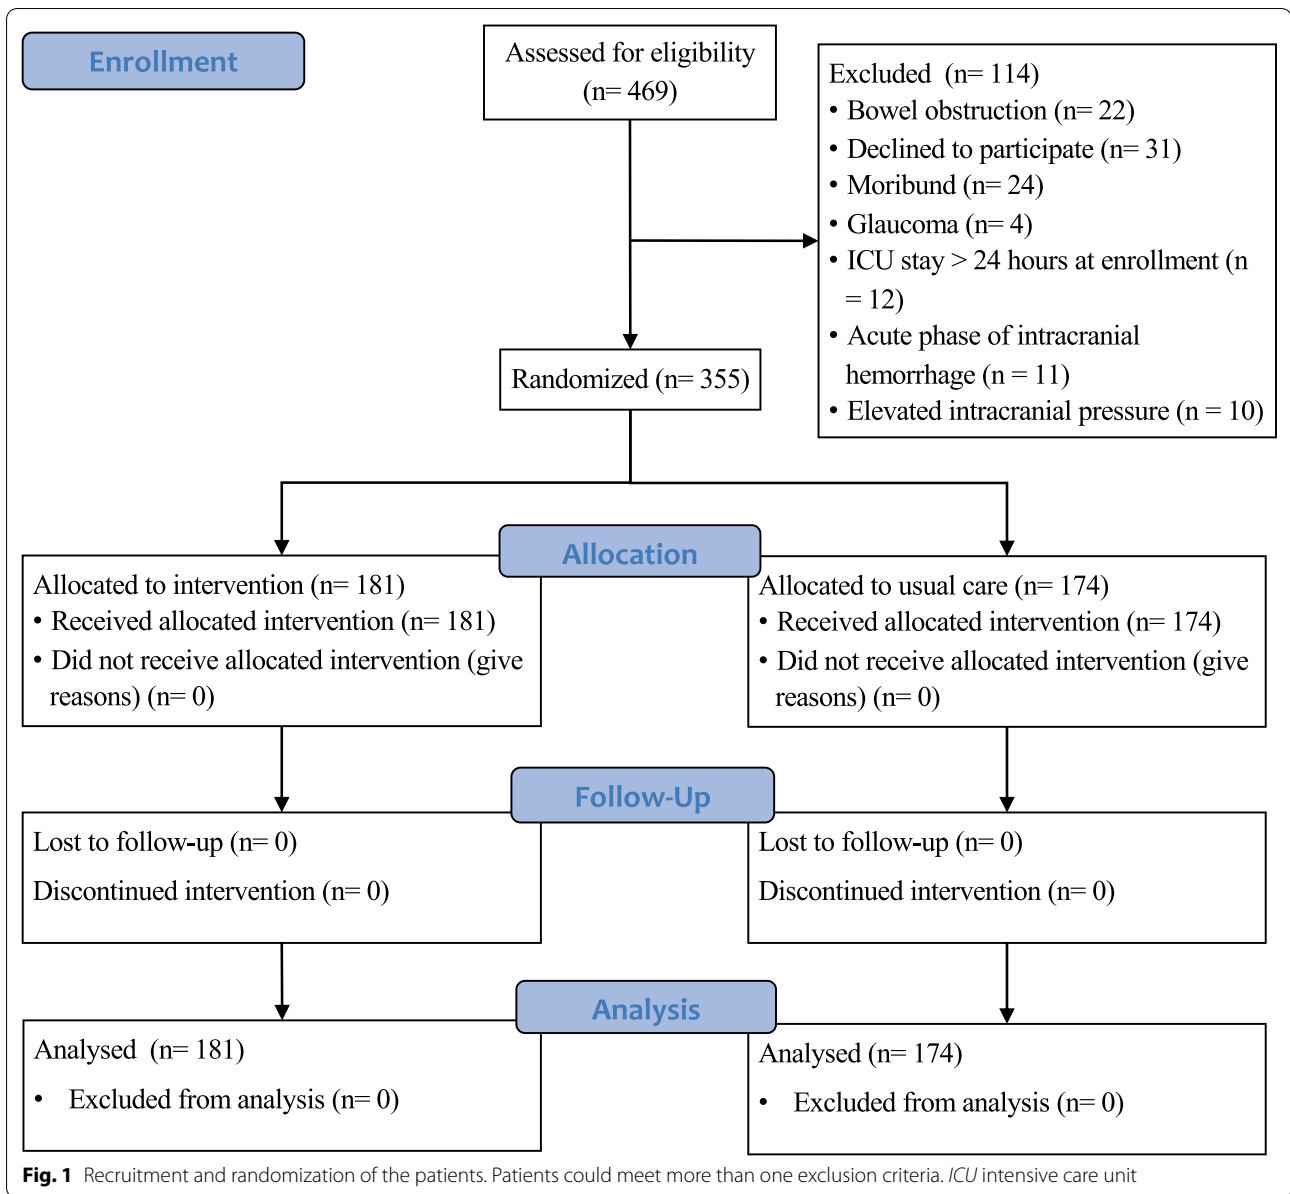 Enrollment
Assessed for eligibility
(n= 469)
Excluded (n= 114)
• Bowel obstruction (n= 22)
• Declined to participate (n= 31)
• Moribund (n= 24)
• Glaucoma (n= 4)
• ICU stay > 24 hours at enrollment (n
= 12)
• Acute phase of intracranial
hemorrhage (n = 11)
• Elevated intracranial pressure (n = 10)
Randomized (n= 355)
Allocation
Allocated to intervention (n= 181)
• Received allocated intervention (n= 181)
• Did not receive allocated intervention (give
reasons) (n= 0)
Allocated to usual care (n= 174)
• Received allocated intervention (n= 174)
• Did not receive allocated intervention (give
reasons) (n= 0)
Follow-Up
Lost to follow-up (n= 0)
Discontinued intervention (n= 0)
Lost to follow-up (n= 0)
Discontinued intervention (n= 0)
Analysis
Analysed (n= 181)
• Excluded from analysis (n= 0)
Analysed (n= 174)
• Excluded from analysis (n= 0)
Fig. 1 Recruitment and randomization of the patients. Patients could meet more than one exclusion criteria. ICU intensive care unit